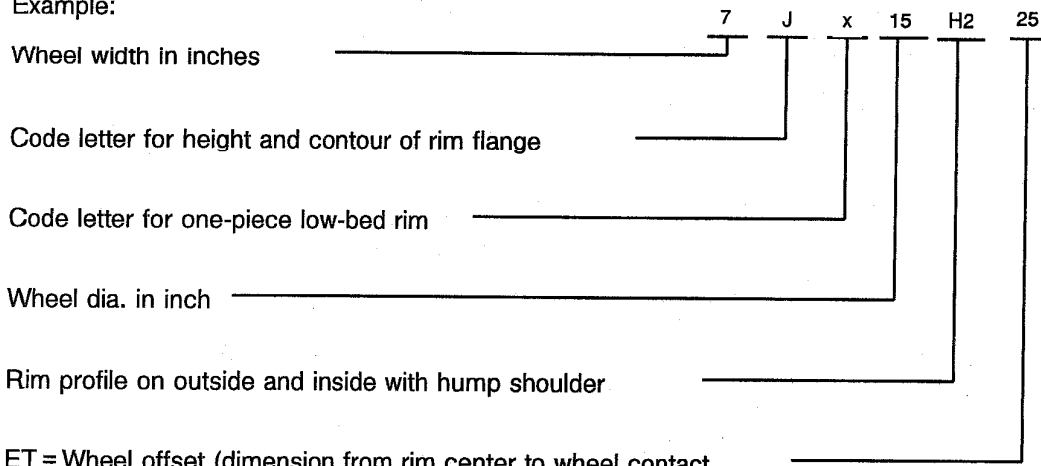 Example:
7 J x 15 H2 25
Wheel width in inches
Code letter for height and contour of rim flange
Code letter for one-piece low-bed rim
Wheel dia. in inch
Rim profile on outside and inside with hump shoulder
ET = Wheel offset (dimension from rim center to wheel contact